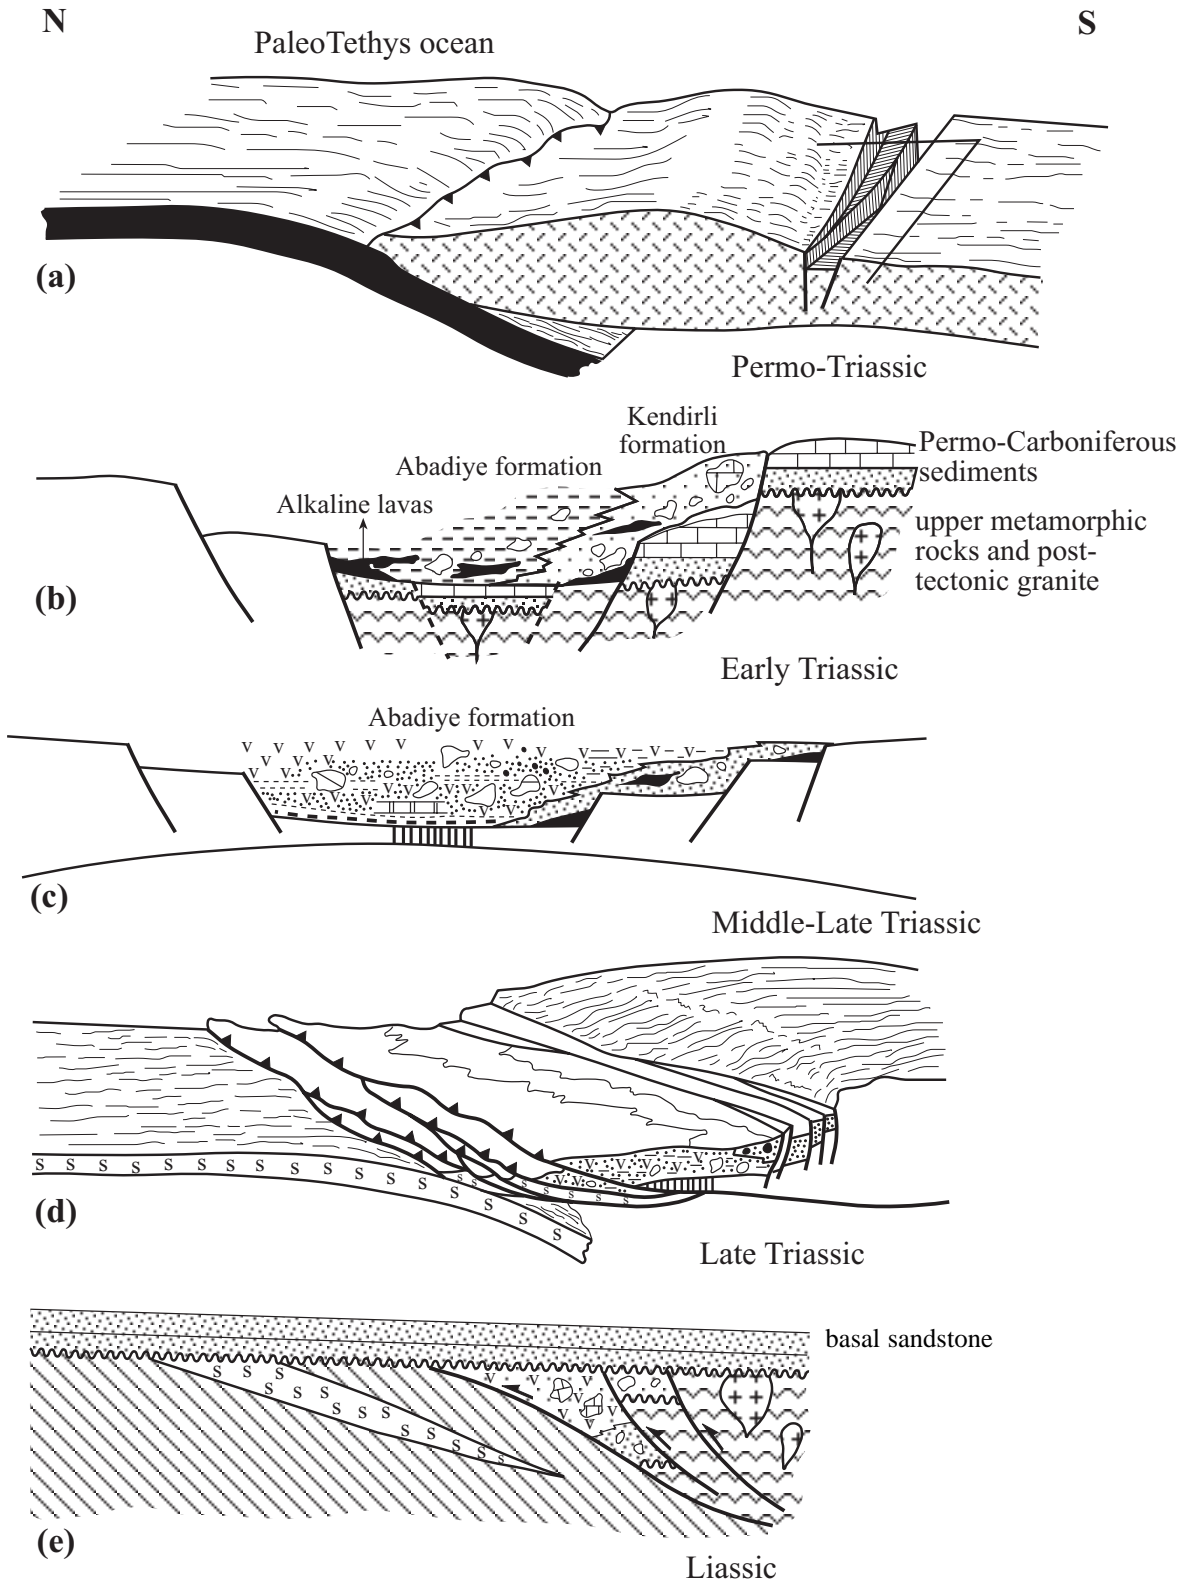 N
S
PaleoTethys ocean
(a)
Permo-Triassic
Kendirli
formation
Abadiye formation
Alkaline lavas
Permo-Carboniferous
sediments
upper metamorphic
rocks and post-
tectonic granite
(b)
Early Triassic
Abadiye formation
(c)
Middle-Late Triassic
(d)
Late Triassic
basal sandstone
(e)
Liassic